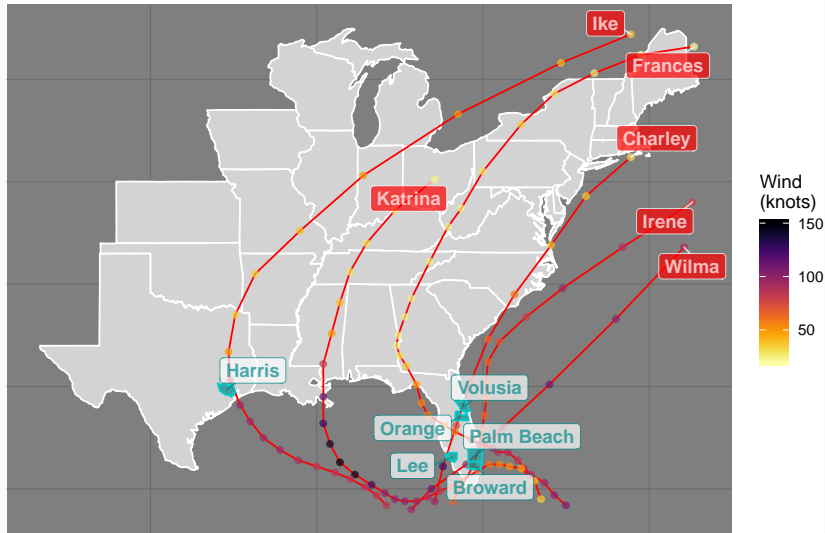 Ike
Frances
Charley
Katrina
Irene
Wilma
Harris
Volusia
Orange
Palm Beach
Lee
Broward
Wind
(knots)
150
100
50